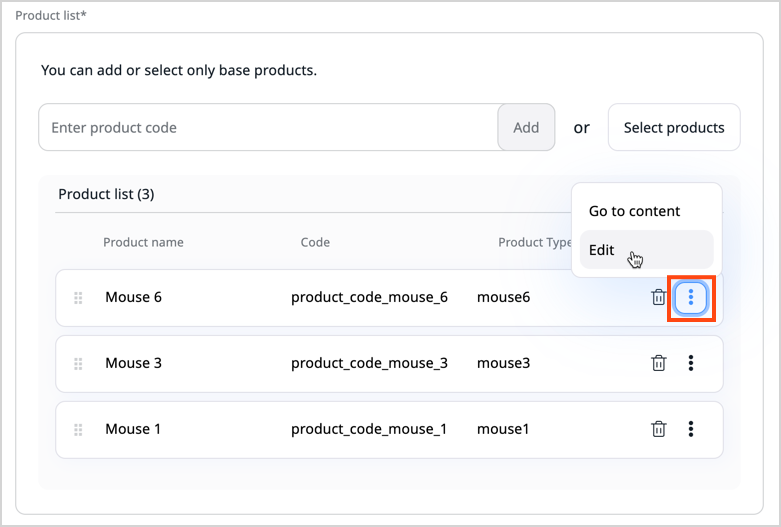 Product list*
You can add or select only base products.
Enter product code Add or Select products
Product list (3)
Go to content
Product name Code Product Type
Edit
Mouse 6 product_code_mouse_6 mouse6
Mouse 3 product_code_mouse_3 mouse3
Mouse 1 product_code_mouse_1 mouse1